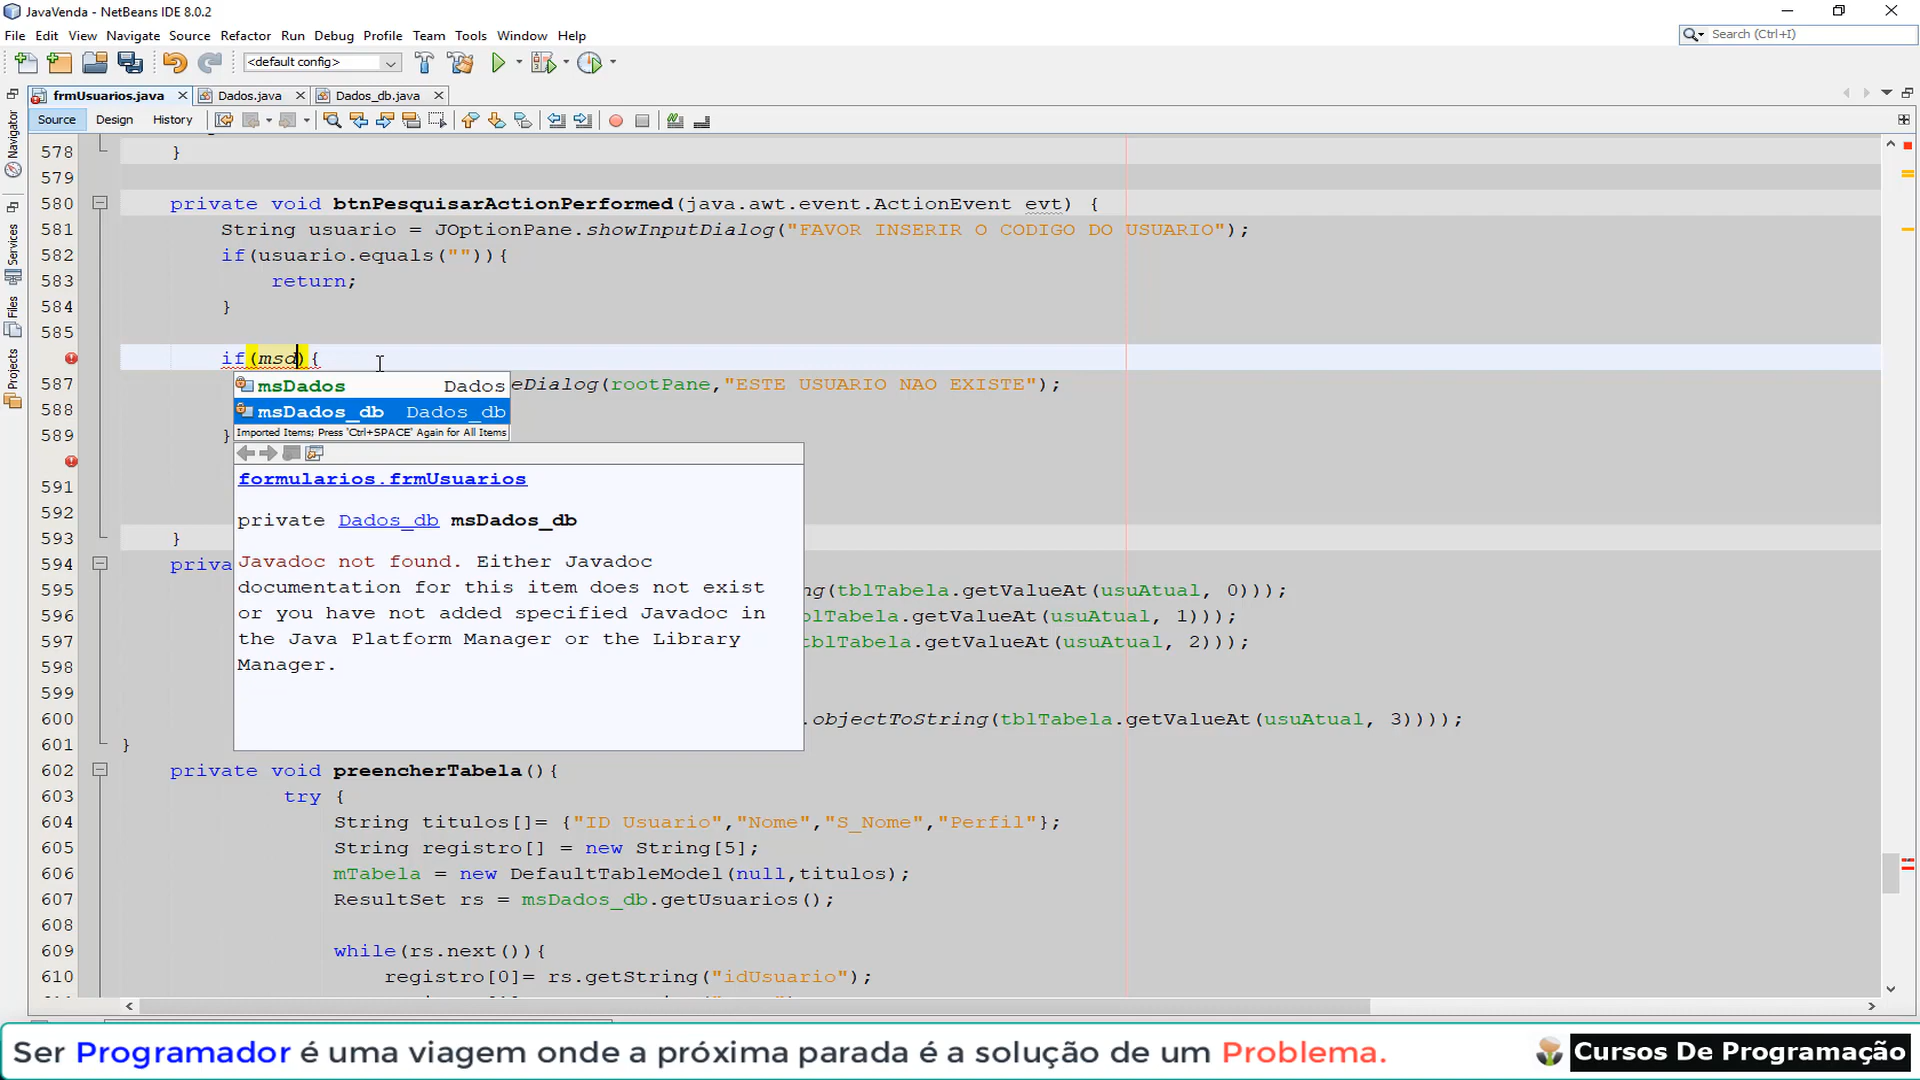 JavaVenda - NetBeans IDE 8.0.2
File Edit View Navigate Source Refactor Run Debug Profile Team Tools Window Help
Search (Ctrl+I)
<default config>
frmUsuarios.java Dados.java Dados_db.java
Source Design History
Navigator
Services
Files
Projects
578 }
579
580 private void btnPesquisarActionPerformed(java.awt.event.ActionEvent evt) {
581 String usuario = JOptionPane.showInputDialog("FAVOR INSERIR O CODIGO DO USUARIO");
582 if(usuario.equals("")){
583 return;
584 }
585
if(msd){
msDados Dados
587 eDialog(rootPane,"ESTE USUARIO NAO EXISTE");
588 msDados_db Dados_db
Imported Items; Press 'Ctrl+SPACE' Again for All Items
589 }
formularios.frmUsuarios
591
592
private Dados_db msDados_db
593 }
Javadoc not found. Either Javadoc
documentation for this item does not exist
or you have not added specified Javadoc in
the Java Platform Manager or the Library
Manager.
594 priva
595 ng(tblTabela.getValueAt(usuAtual, 0)));
596 blTabela.getValueAt(usuAtual, 1)));
597 tblTabela.getValueAt(usuAtual, 2)));
598
599
600 .objectToString(tblTabela.getValueAt(usuAtual, 3))));
601 }
602 private void preencherTabela(){
603 try {
604 String titulos[]= {"ID Usuario","Nome","S_Nome","Perfil"};
605 String registro[] = new String[5];
606 mTabela = new DefaultTableModel(null,titulos);
607 ResultSet rs = msDados_db.getUsuarios();
608
609 while(rs.next()){
610 registro[0]= rs.getString("idUsuario");
Ser Programador é uma viagem onde a próxima parada é a solução de um Problema.
Cursos De Programação